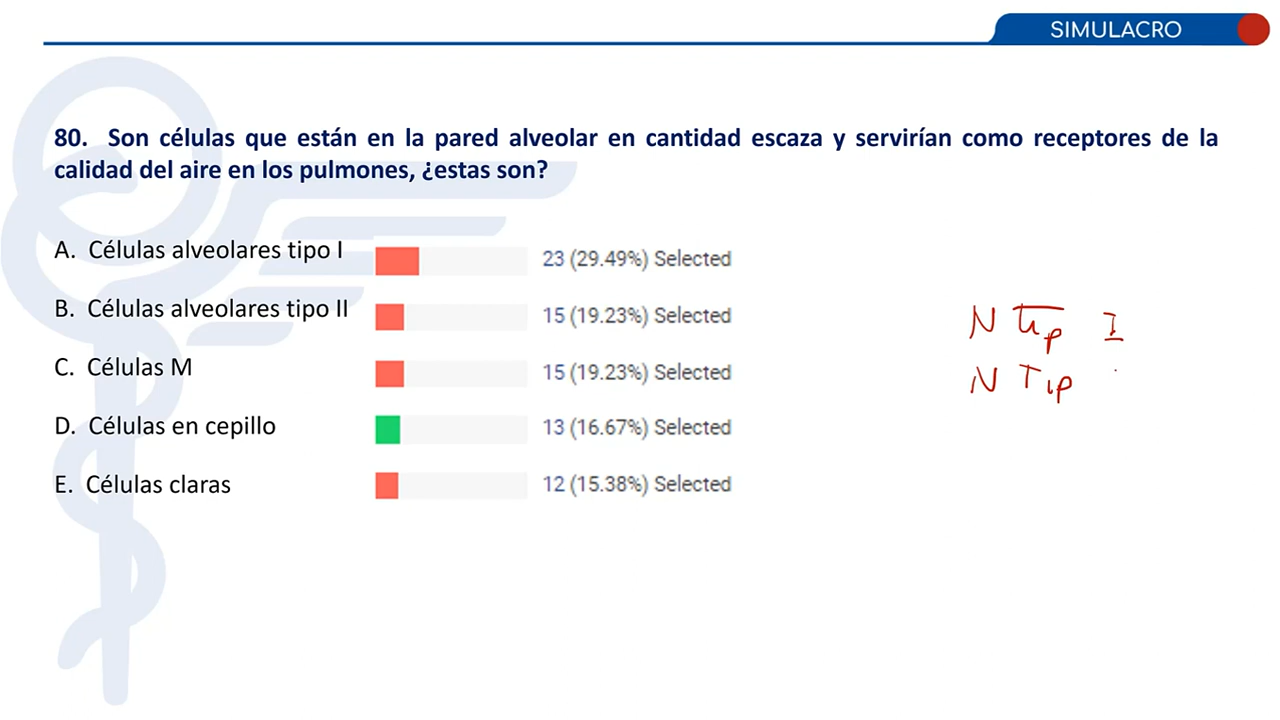 SIMULACRO
80. Son células que están en la pared alveolar en cantidad escaza y servirían como receptores de la
calidad del aire en los pulmones, ¿estas son?
A. Células alveolares tipo I
23 (29.49%) Selected
B. Células alveolares tipo II
15 (19.23%) Selected
C. Células M
15 (19.23%) Selected
D. Células en cepillo
13 (16.67%) Selected
E. Células claras
12 (15.38%) Selected
N Tip I
N Tip